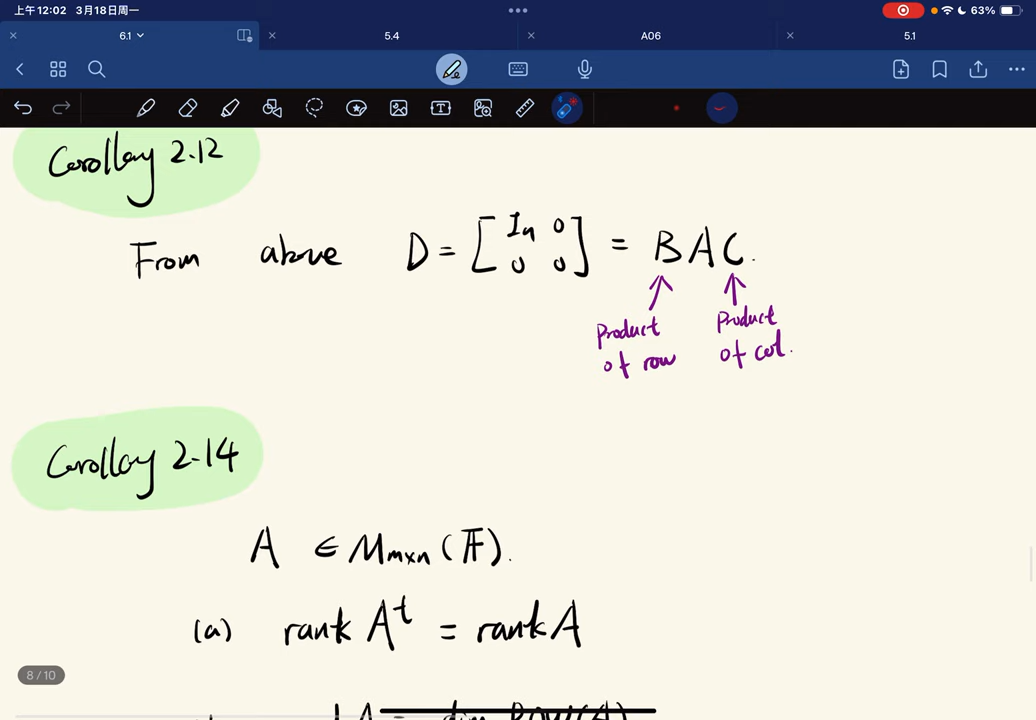 上午12:02 3月18日周一
63%
6.1
5.4
A06
5.1
Corollay 2.12
From above D = [ In 0 0 0 ] = BAC.
Product of row
Product of col.
Corollay 2.14
A ∈ Mmxn (𝔽).
(a) rank Aᵗ = rank A
8 / 10